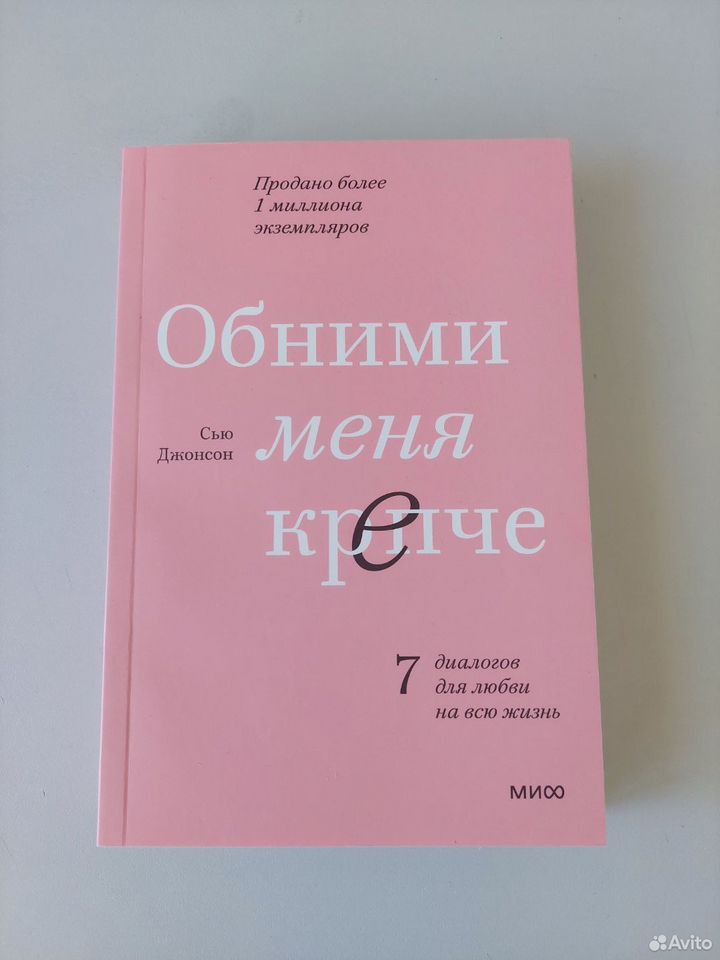 Продано более
1 миллиона
экземпляров
Обними
Сью
Джонсон
меня
крепче
7
диалогов
для любви
на всю жизнь
МИФ
Avito